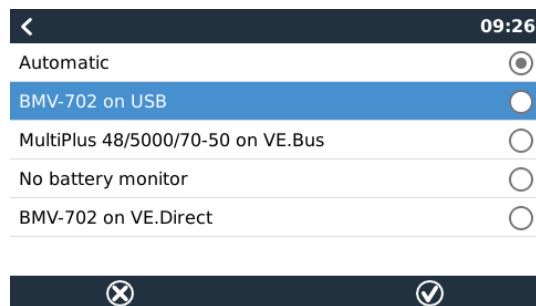 09:26
Automatic
BMV-702 on USB
MultiPlus 48/5000/70-50 on VE.Bus
No battery monitor
BMV-702 on VE.Direct